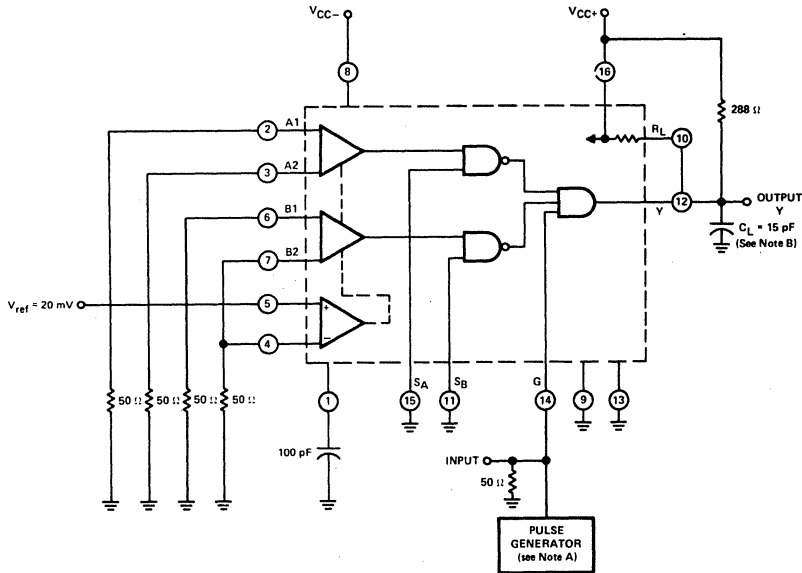 VCC−
VCC+
8
16
288 Ω
2 A1
RL
10
3 A2
6 B1
Y
12
OUTPUT
Y
7 B2
CL = 15 pF
(See Note B)
Vref = 20 mV
5
+
4
−
50 Ω
50 Ω
50 Ω
50 Ω
1
SA
15
SB
11
G
14
9
13
100 pF
INPUT
50 Ω
PULSE
GENERATOR
(see Note A)